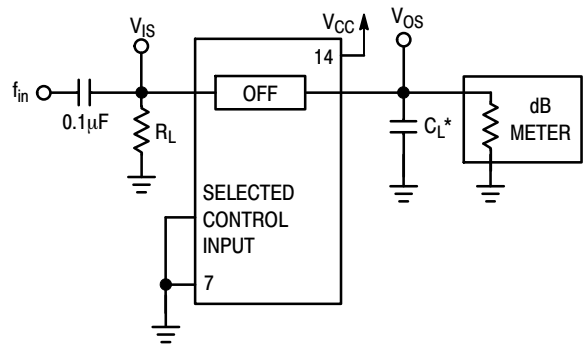 V_IS
V_CC
V_OS
14
f_in
OFF
dB
METER
0.1μF
R_L
C_L*
SELECTED
CONTROL
INPUT
7